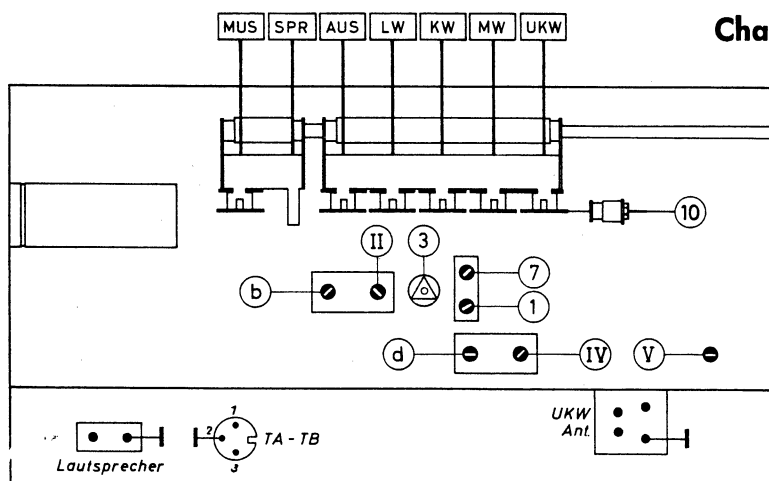 MUS SPR AUS LW KW MW UKW
Cha
10
II 3
7
b
1
d IV V
1
2
TA - TB
3
Lautsprecher
UKW
Ant.